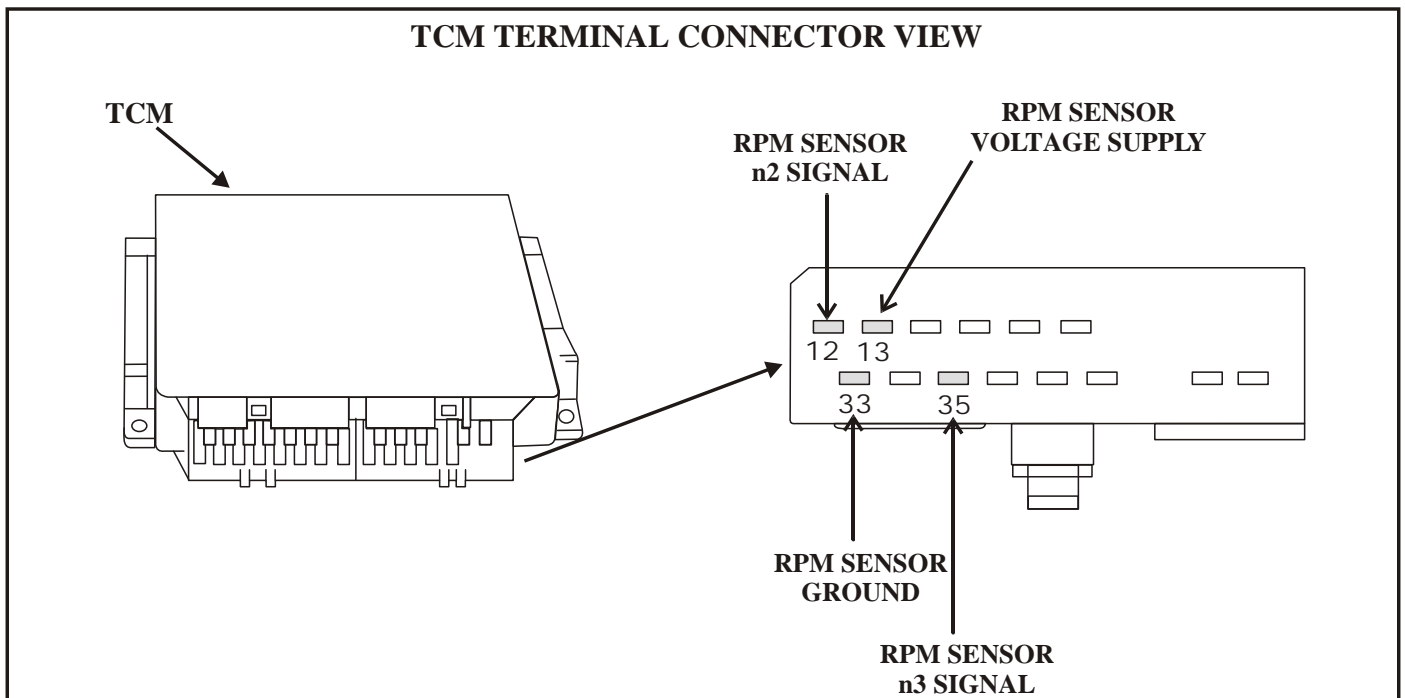 TCM TERMINAL CONNECTOR VIEW
TCM
RPM SENSOR
n2 SIGNAL
RPM SENSOR
VOLTAGE SUPPLY
12 13
33 35
RPM SENSOR
GROUND
RPM SENSOR
n3 SIGNAL